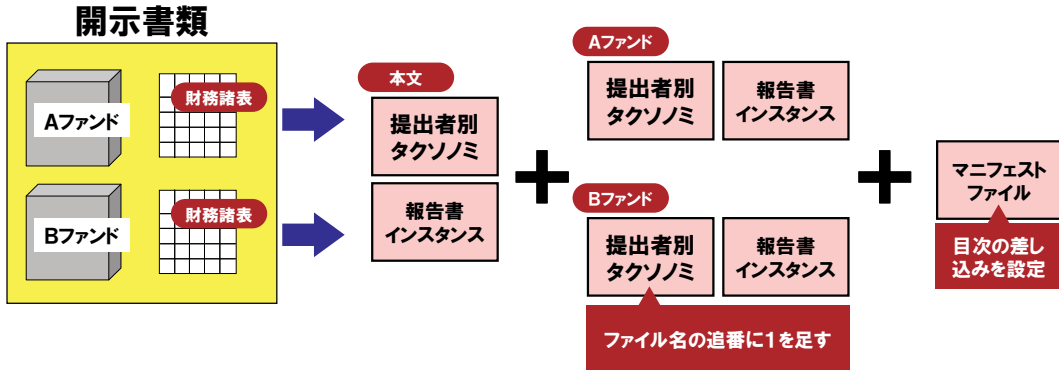 開示書類
Aファンド
財務諸表
Bファンド
財務諸表
本文
提出者別
タクソノミ
報告書
インスタンス
Aファンド
提出者別
タクソノミ
報告書
インスタンス
Bファンド
提出者別
タクソノミ
報告書
インスタンス
ファイル名の追番に1を足す
マニフェスト
ファイル
目次の差し
込みを設定